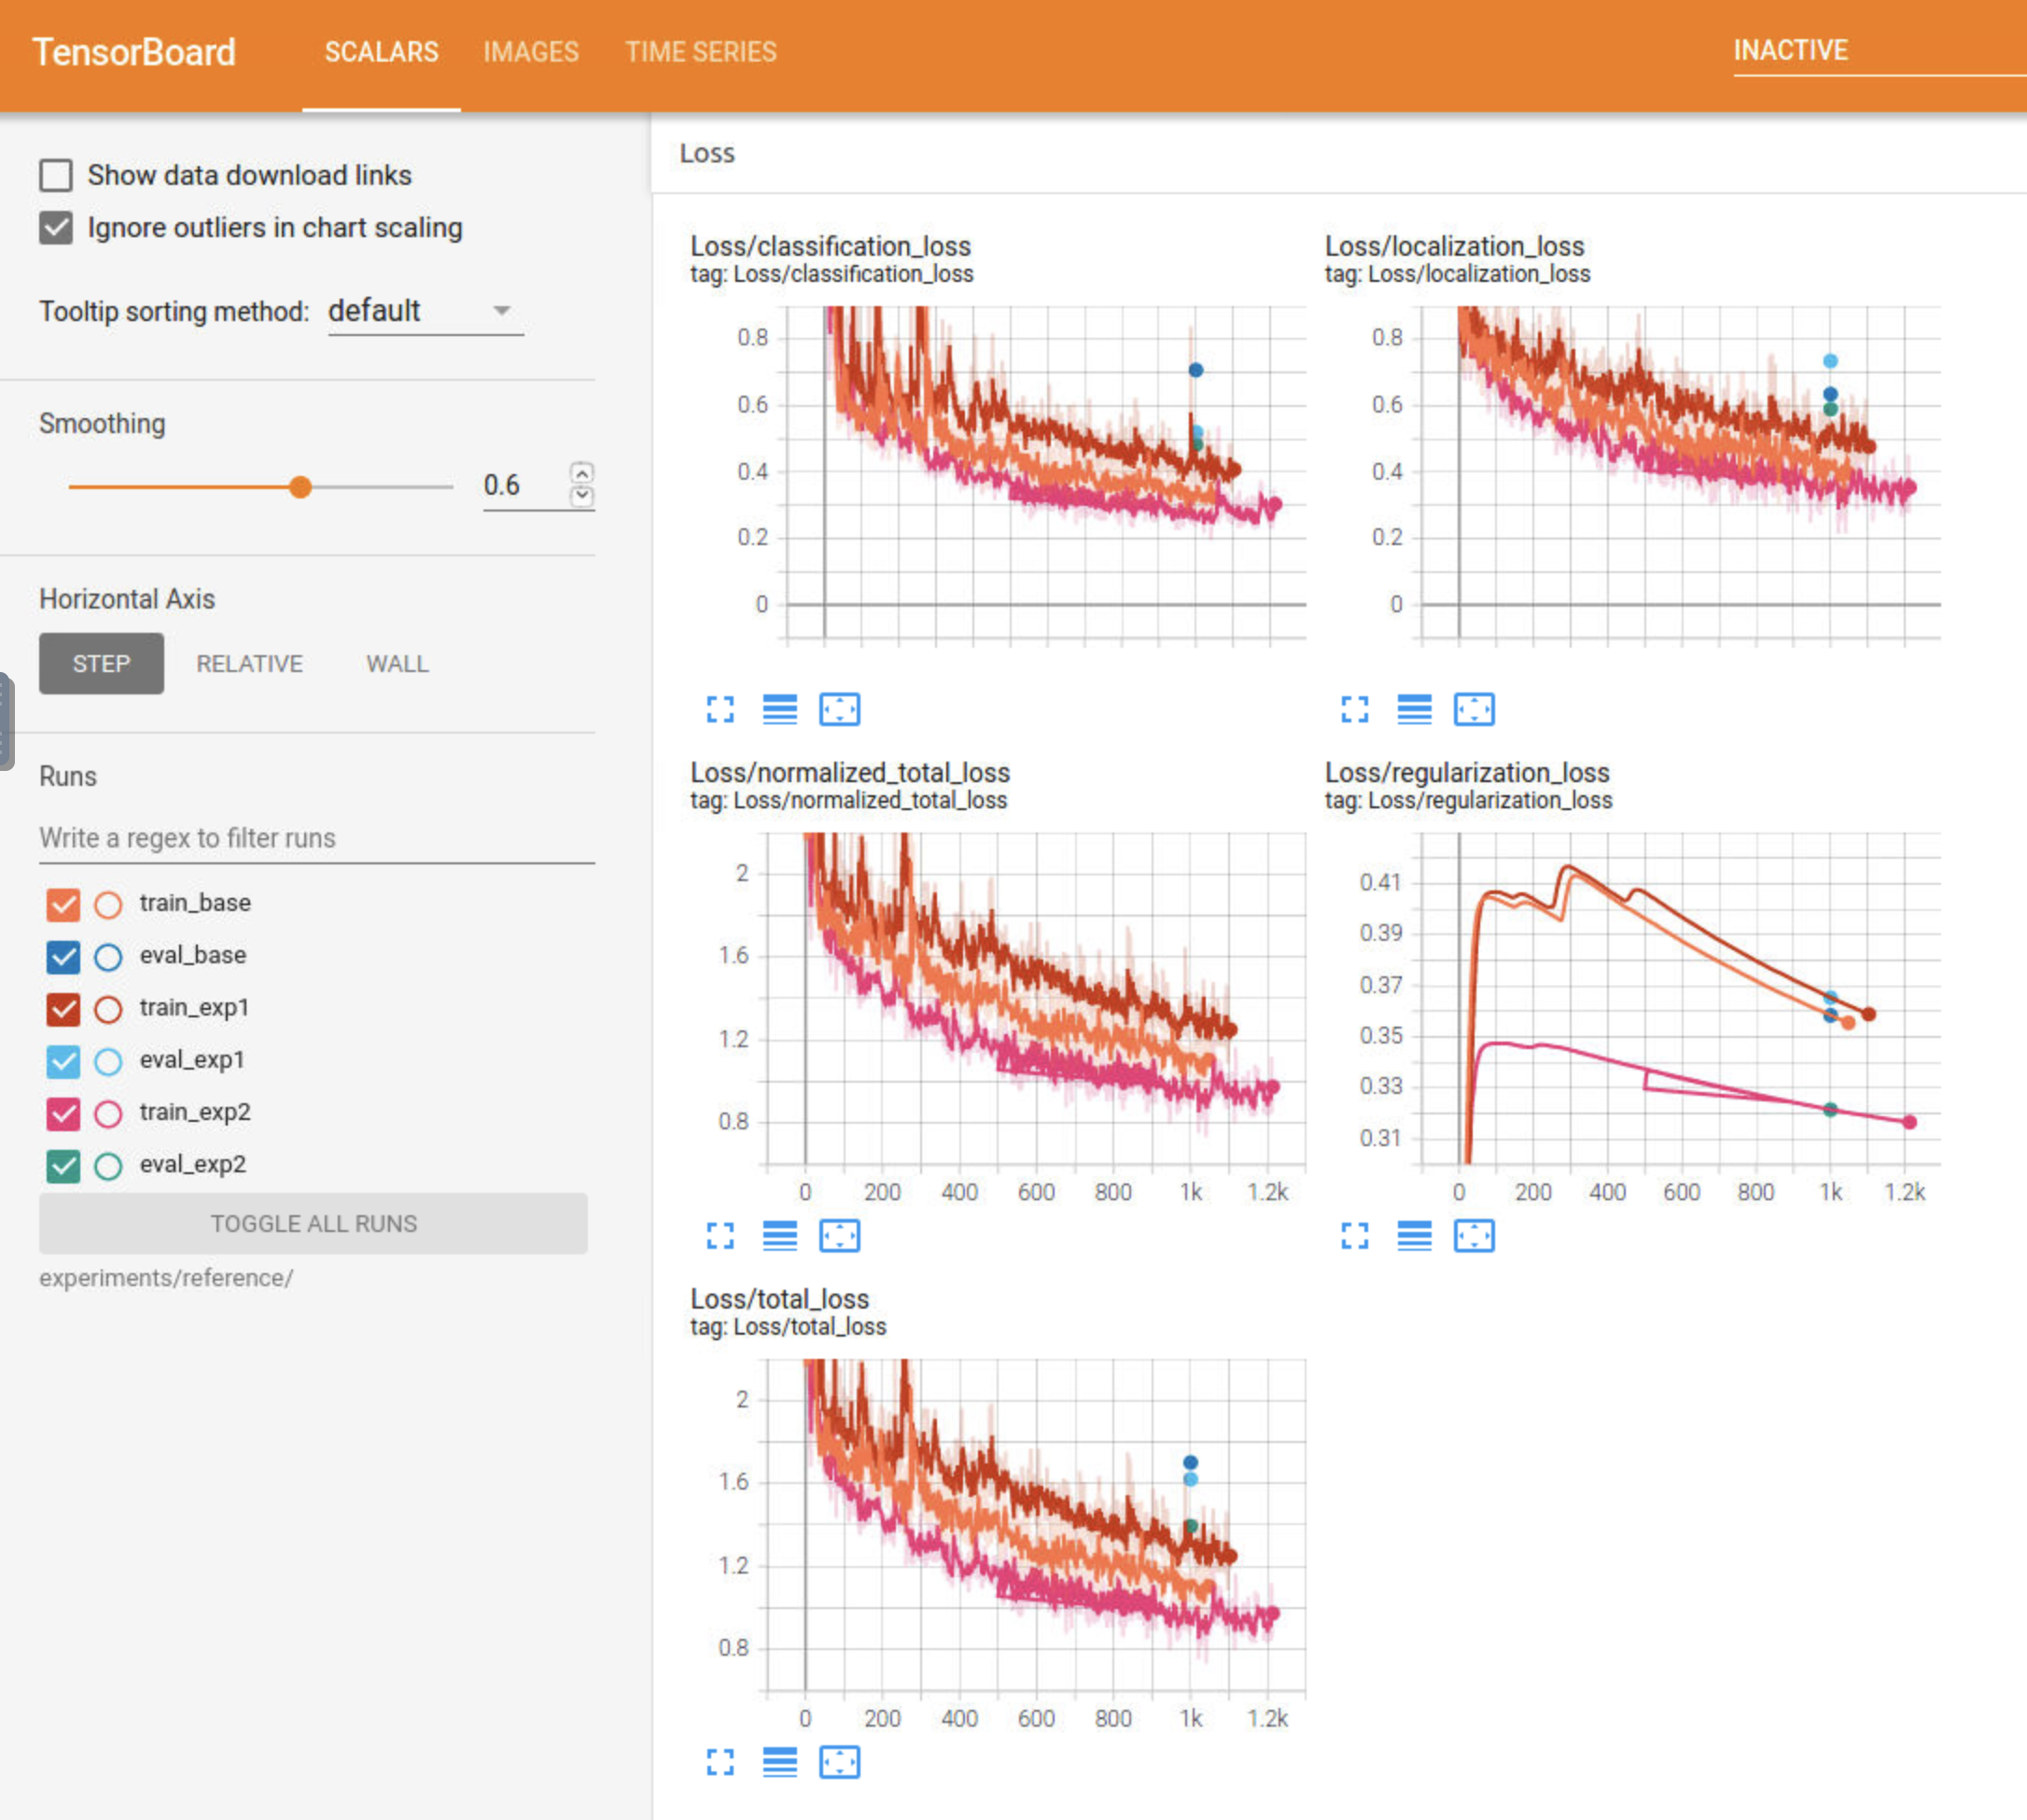 TensorBoard SCALARS IMAGES TIME SERIES INACTIVE
Show data download links
Ignore outliers in chart scaling
Tooltip sorting method: default
Smoothing
0.6
Horizontal Axis
STEP RELATIVE WALL
Runs
Write a regex to filter runs
train_base
eval_base
train_exp1
eval_exp1
train_exp2
eval_exp2
TOGGLE ALL RUNS
experiments/reference/
Loss
Loss/classification_loss
tag: Loss/classification_loss
0.8
0.6
0.4
0.2
0
Loss/localization_loss
tag: Loss/localization_loss
0.8
0.6
0.4
0.2
0
Loss/normalized_total_loss
tag: Loss/normalized_total_loss
2
1.6
1.2
0.8
0 200 400 600 800 1k 1.2k
Loss/regularization_loss
tag: Loss/regularization_loss
0.41
0.39
0.37
0.35
0.33
0.31
0 200 400 600 800 1k 1.2k
Loss/total_loss
tag: Loss/total_loss
2
1.6
1.2
0.8
0 200 400 600 800 1k 1.2k